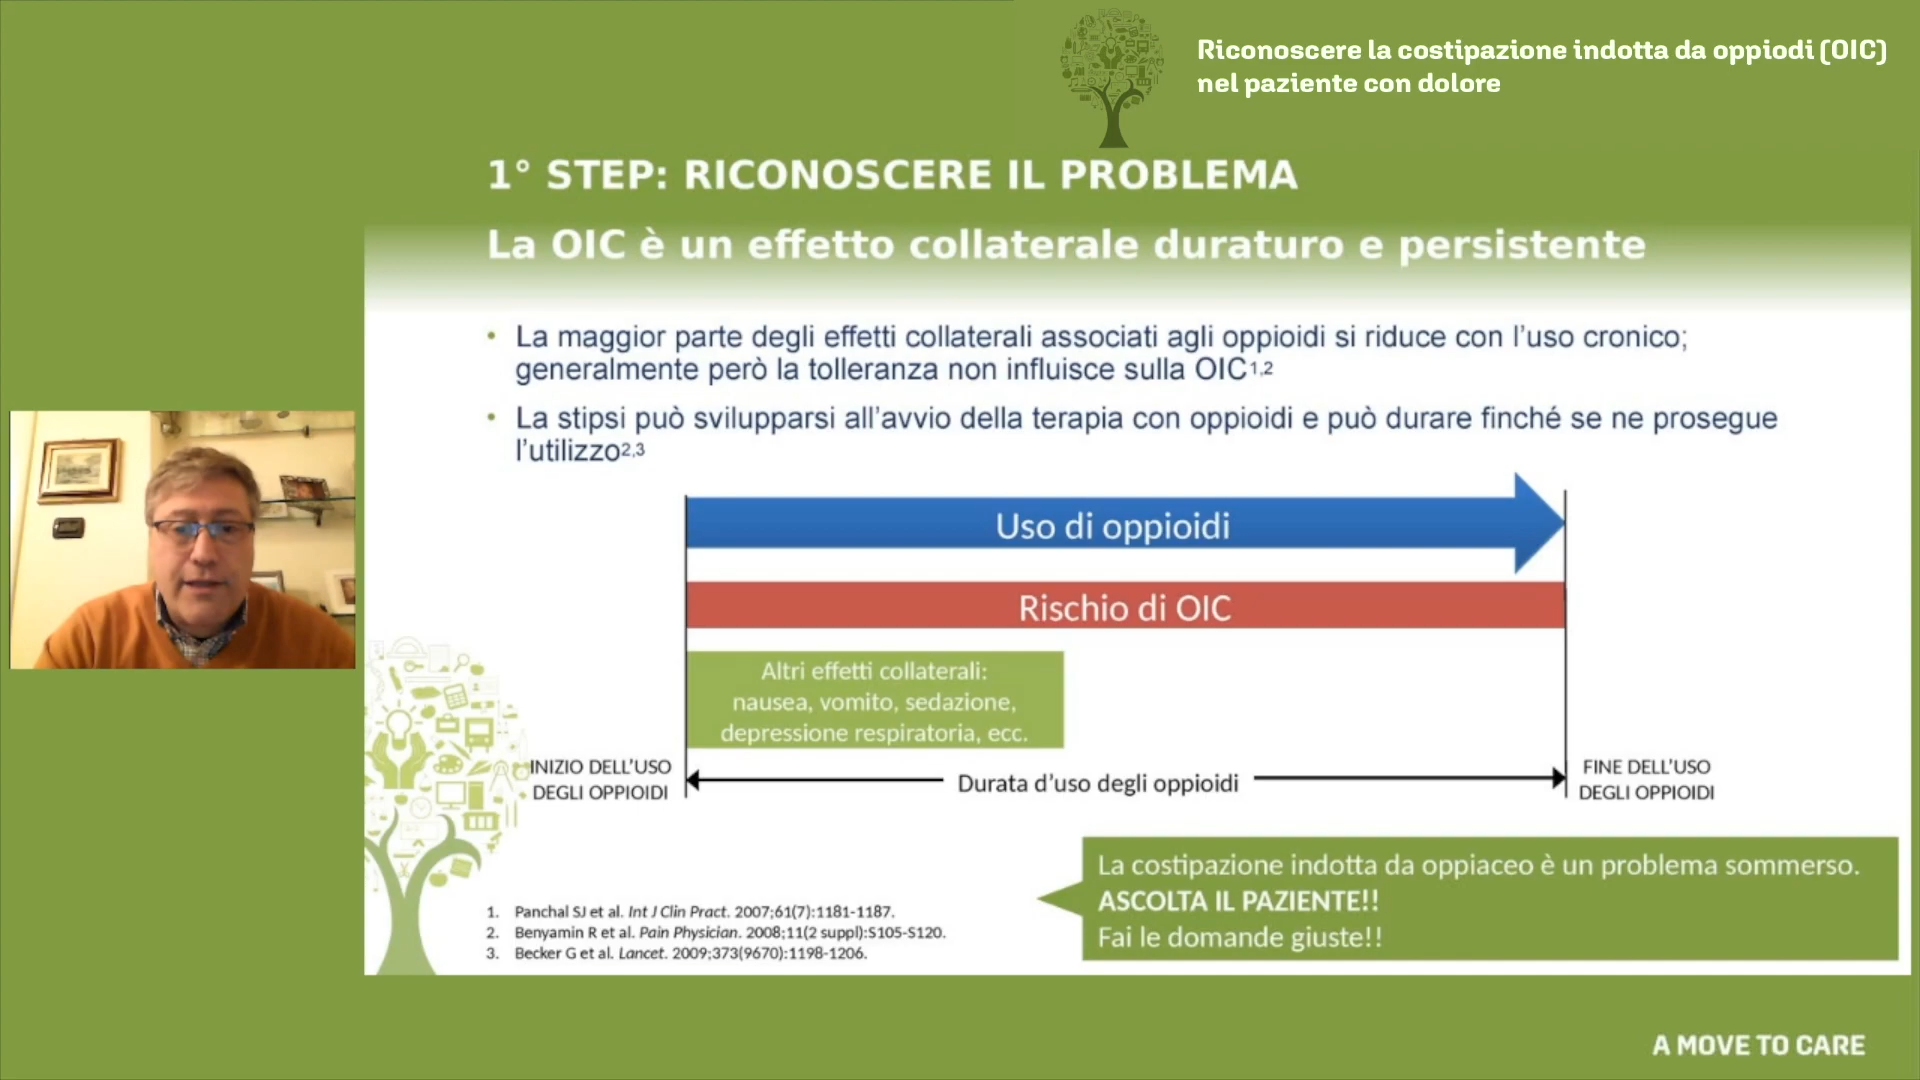 Riconoscere la costipazione indotta da oppiodi (OIC)
nel paziente con dolore
1° STEP: RICONOSCERE IL PROBLEMA
La OIC è un effetto collaterale duraturo e persistente
• La maggior parte degli effetti collaterali associati agli oppioidi si riduce con l’uso cronico;
generalmente però la tolleranza non influisce sulla OIC1,2
• La stipsi può svilupparsi all’avvio della terapia con oppioidi e può durare finché se ne prosegue
l’utilizzo2,3
Uso di oppioidi
Rischio di OIC
Altri effetti collaterali:
nausea, vomito, sedazione,
depressione respiratoria, ecc.
INIZIO DELL’USO
DEGLI OPPIOIDI
Durata d’uso degli oppioidi
FINE DELL’USO
DEGLI OPPIOIDI
La costipazione indotta da oppiaceo è un problema sommerso.
ASCOLTA IL PAZIENTE!!
Fai le domande giuste!!
1. Panchal SJ et al. Int J Clin Pract. 2007;61(7):1181-1187.
2. Benyamin R et al. Pain Physician. 2008;11(2 suppl):S105-S120.
3. Becker G et al. Lancet. 2009;373(9670):1198-1206.
A MOVE TO CARE